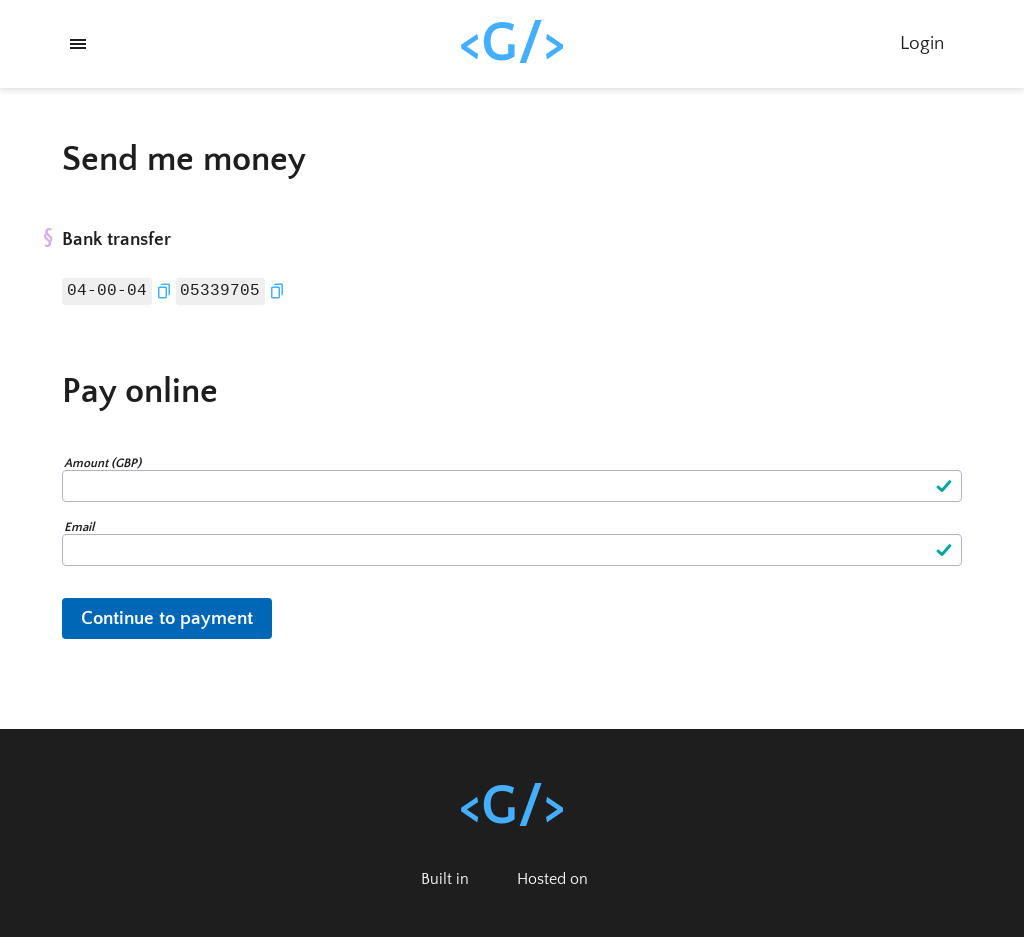 <G/>
Login
Send me money
§ Bank transfer
04-00-04 05339705
Pay online
Amount (GBP)
Email
Continue to payment
<G/>
Built in Hosted on